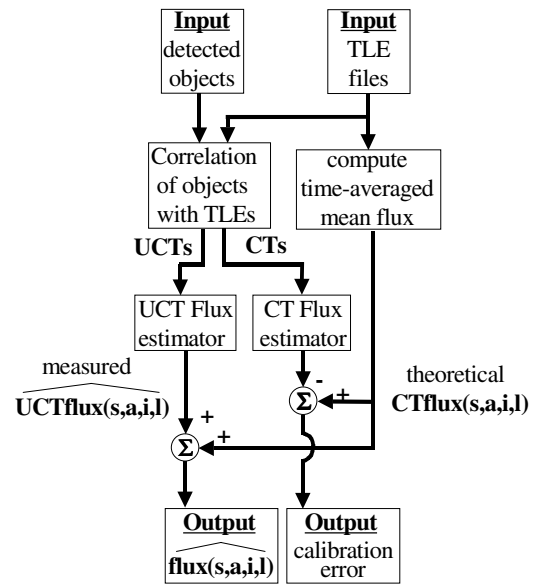 Input
detected
objects
Input
TLE
files
Correlation
of objects
with TLEs
compute
time-averaged
mean flux
UCTs
CTs
UCT Flux
estimator
CT Flux
estimator
measured
UCTflux(s,a,i,l)
theoretical
CTflux(s,a,i,l)
-
Σ
+
+
Σ
+
Output
flux(s,a,i,l)
Output
calibration
error